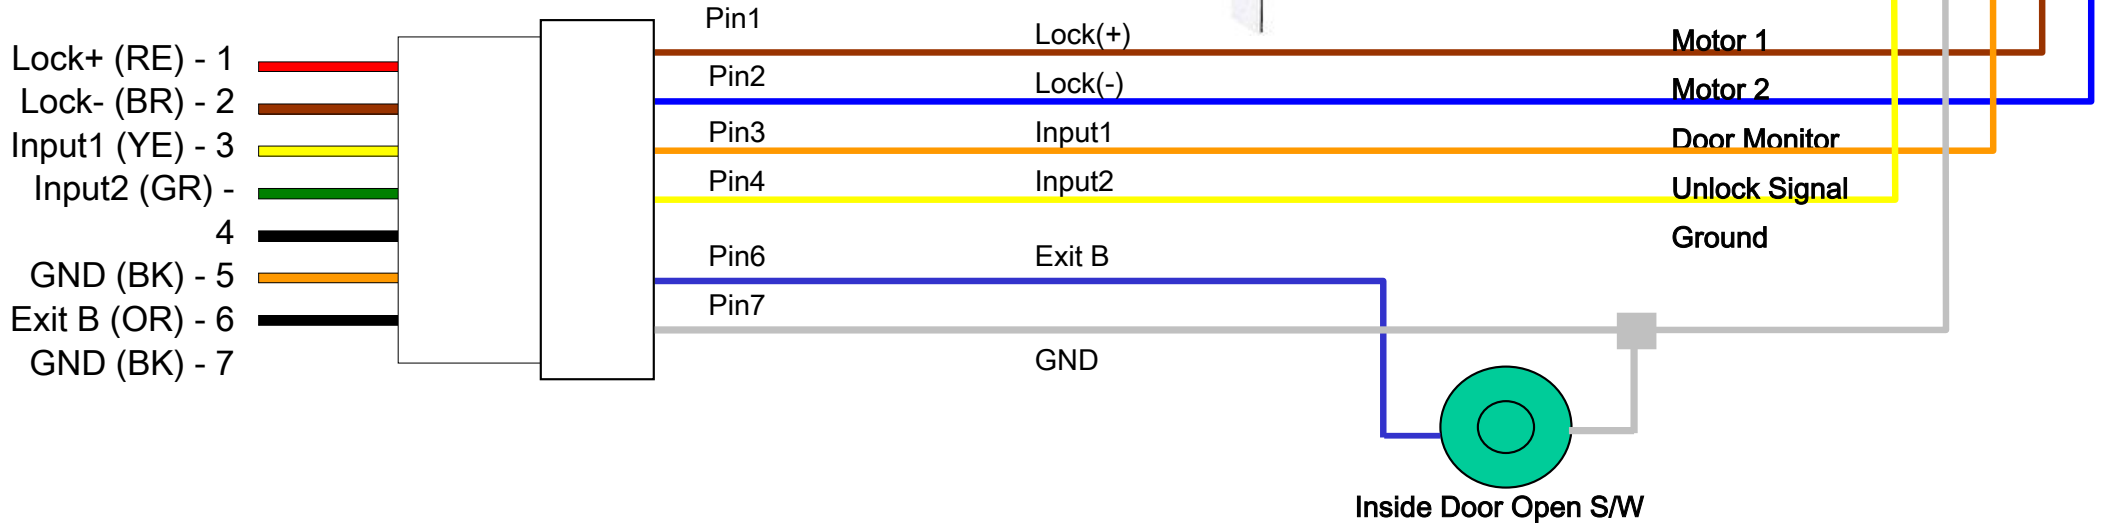 Lock+ (RE) - 1
Lock- (BR) - 2
Input1 (YE) - 3
Input2 (GR) -
4
GND (BK) - 5
Exit B (OR) - 6
GND (BK) - 7
Pin1
Lock(+)
Motor 1
Pin2
Lock(-)
Motor 2
Pin3
Input1
Door Monitor
Pin4
Input2
Unlock Signal
Ground
Pin6
Exit B
Pin7
GND
Inside Door Open S/W